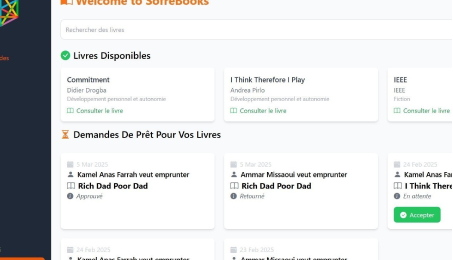 Welcome to SofreBooks
Rechercher des livres
Livres Disponibles
Commitment
Didier Drogba
Développement personnel et autonomie
Consulter le livre
I Think Therefore I Play
Andrea Pirlo
Développement personnel et autonomie
Consulter le livre
IEEE
IEEE
Fiction
Consulter le livre
Demandes De Prêt Pour Vos Livres
5 Mar 2025
Kamel Anas Farrah veut emprunter
Rich Dad Poor Dad
Approuvé
5 Mar 2025
Ammar Missaoui veut emprunter
Rich Dad Poor Dad
Retourné
24 Feb 2025
Kamel Anas Far
I Think There
En attente
Accepter
24 Feb 2025
Kamel Anas Farrah veut emprunter
23 Feb 2025
Ammar Missaoui veut emprunter